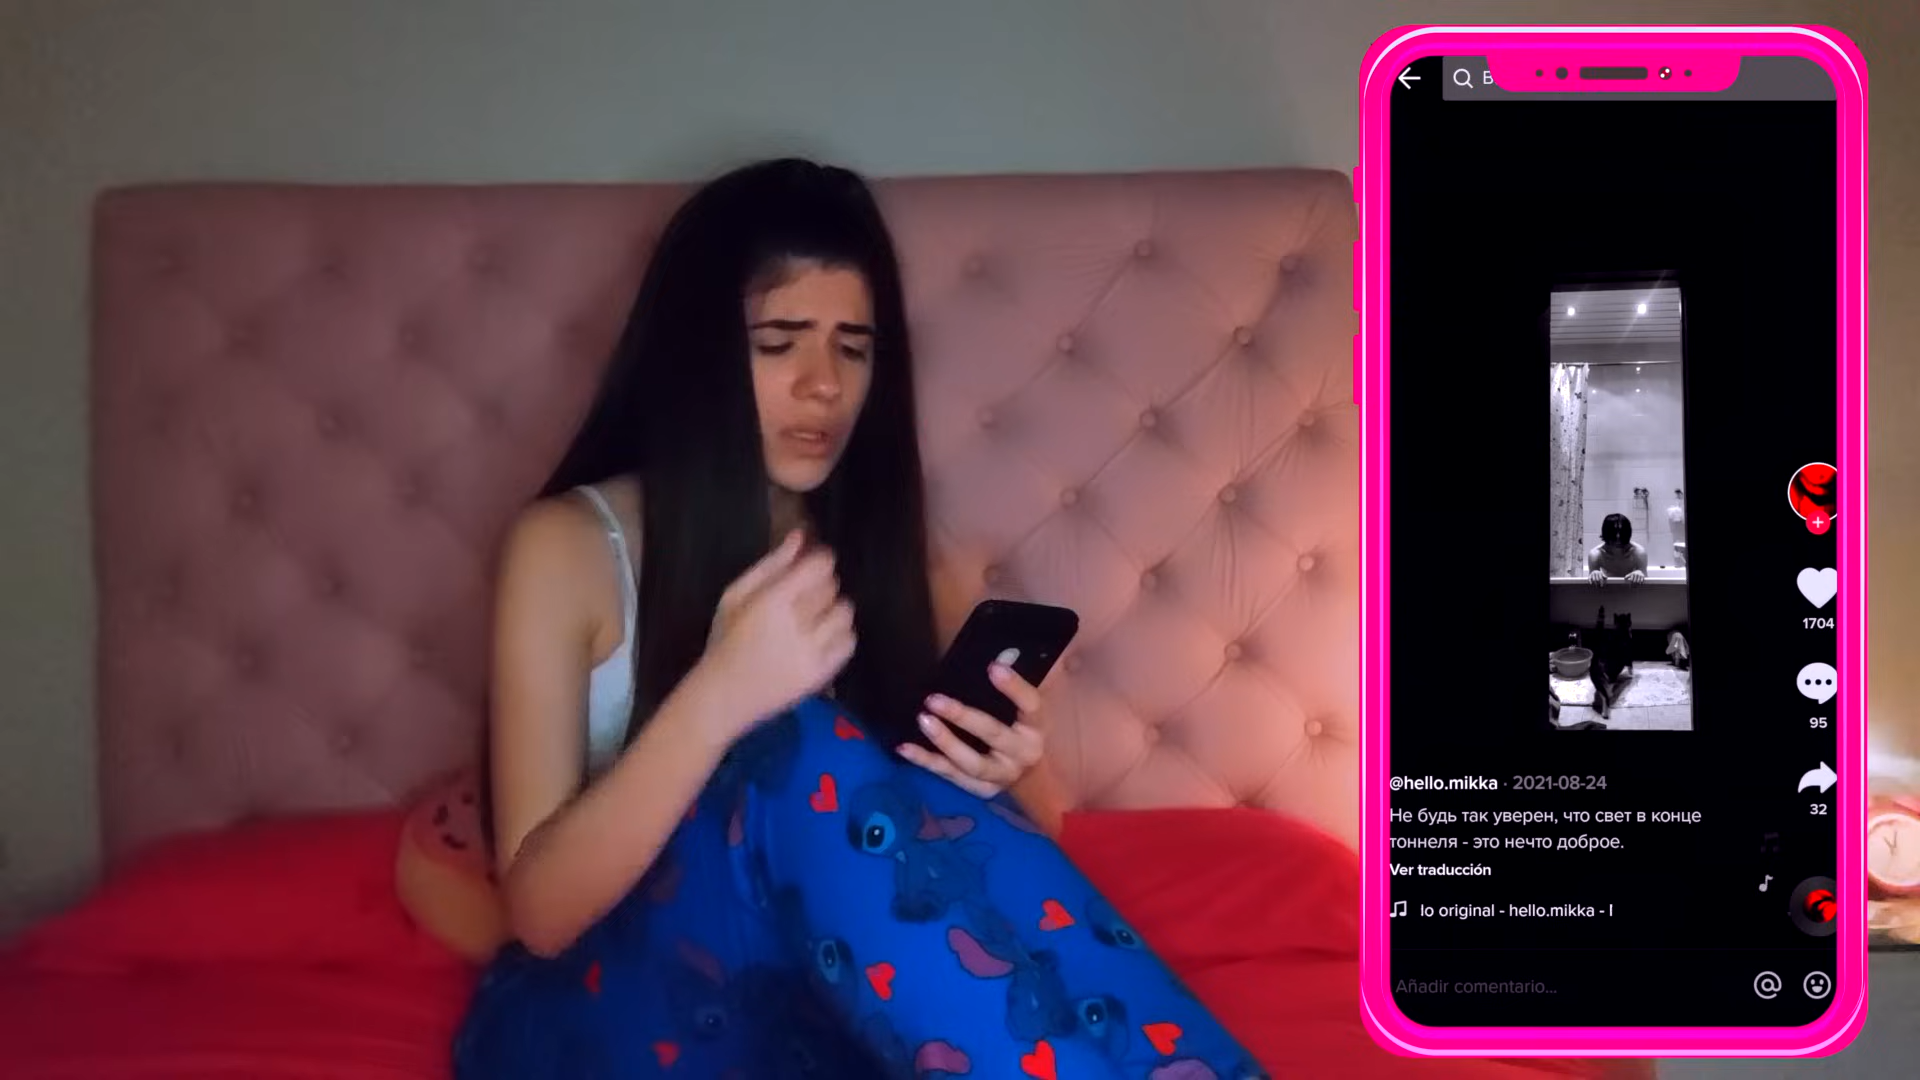 @hello.mikka · 2021-08-24
Не будь так уверен, что свет в конце
тоннеля - это нечто доброе.
Ver traducción
lo original - hello.mikka -
Añadir comentario...
1704
95
32